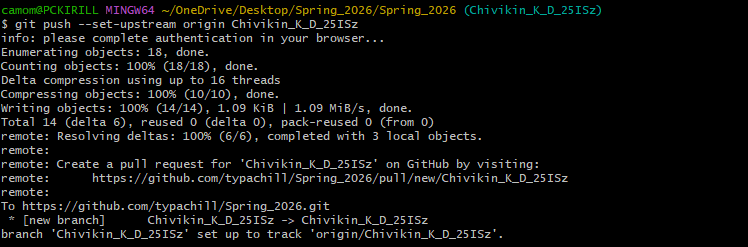 camom@PCKIRILL MINGW64 ~/OneDrive/Desktop/Spring_2026/Spring_2026 (Chivikin_K_D_25ISz)
$ git push --set-upstream origin Chivikin_K_D_25ISz
info: please complete authentication in your browser...
Enumerating objects: 18, done.
Counting objects: 100% (18/18), done.
Delta compression using up to 16 threads
Compressing objects: 100% (10/10), done.
Writing objects: 100% (14/14), 1.09 KiB | 1.09 MiB/s, done.
Total 14 (delta 6), reused 0 (delta 0), pack-reused 0 (from 0)
remote: Resolving deltas: 100% (6/6), completed with 3 local objects.
remote:
remote: Create a pull request for 'Chivikin_K_D_25ISz' on GitHub by visiting:
remote:      https://github.com/typachill/Spring_2026/pull/new/Chivikin_K_D_25ISz
remote:
To https://github.com/typachill/Spring_2026.git
 * [new branch]      Chivikin_K_D_25ISz -> Chivikin_K_D_25ISz
branch 'Chivikin_K_D_25ISz' set up to track 'origin/Chivikin_K_D_25ISz'.